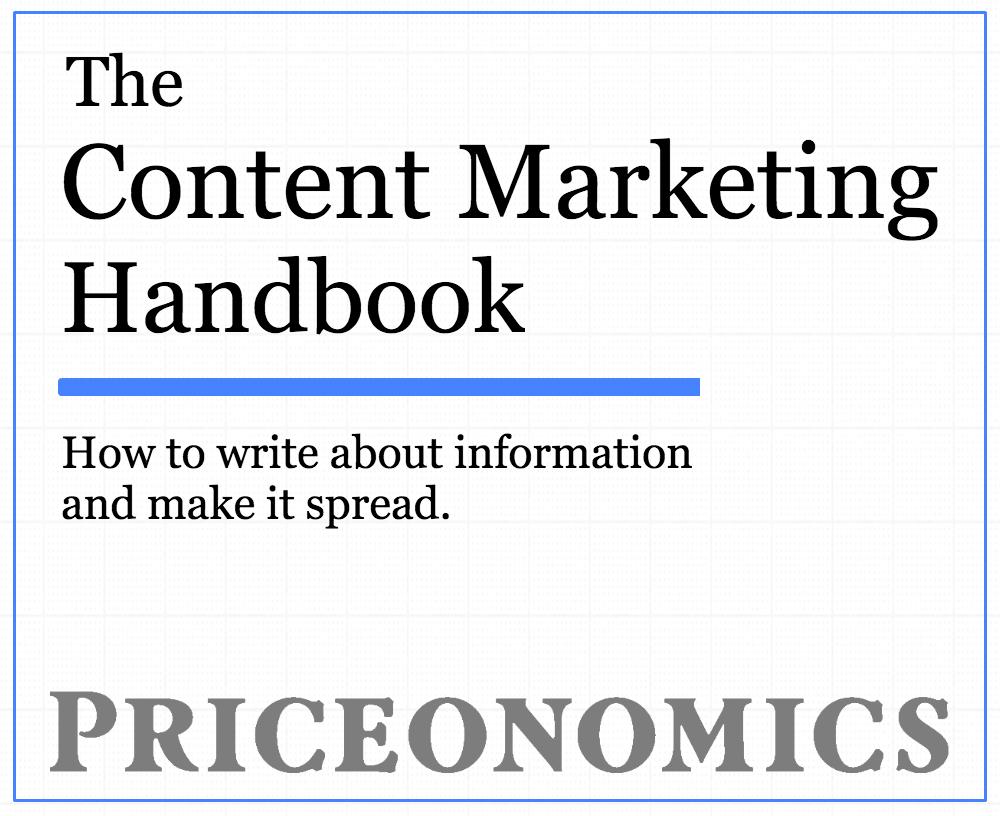 The
Content Marketing
Handbook
How to write about information
and make it spread.
PRICEONOMICS